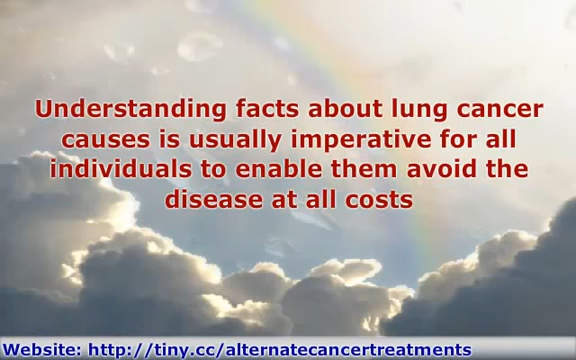 Understanding facts about lung cancer
causes is usually imperative for all
individuals to enable them avoid the
disease at all costs
Website: http://tiny.cc/alternatecancertreatments